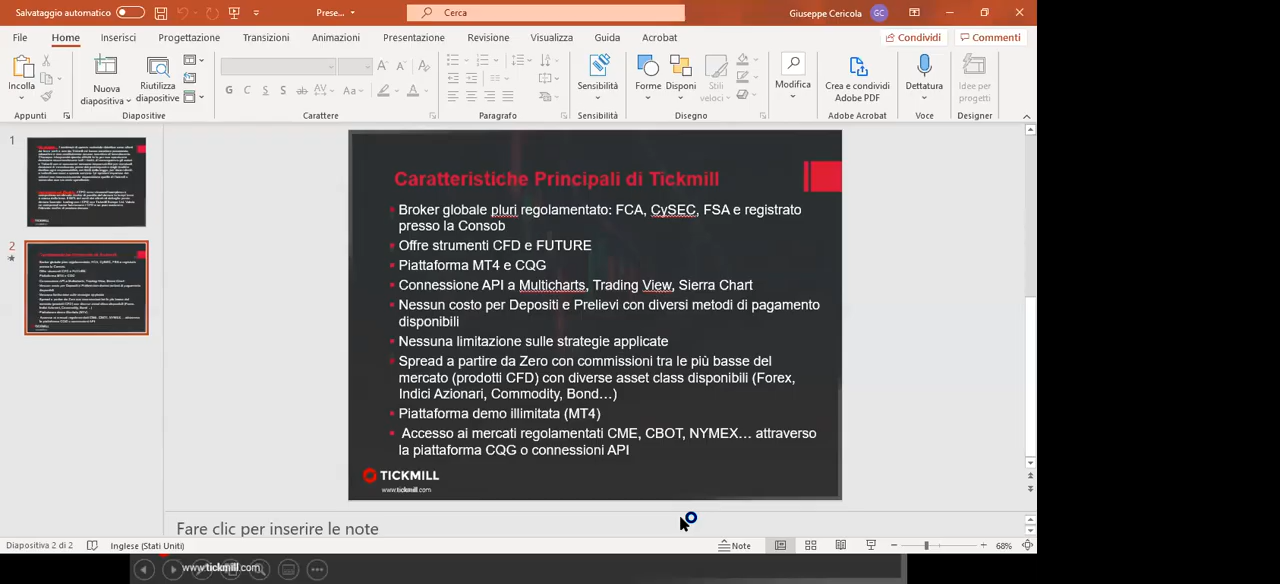 Salvataggio automatico
Prese...
Cerca
Giuseppe Cericola
GC
File
Home
Inserisci
Progettazione
Transizioni
Animazioni
Presentazione
Registrazione
Revisione
Visualizza
Guida
Acrobat
Condividi
Commenti
Incolla
Nuova diapositiva
Riutilizza diapositive
G C S S ab AV Aa A
Sensibilità
Forme
Disponi
Stili veloci
Modifica
Crea e condividi Adobe PDF
Dettatura
Idee per progetti
Appunti
Diapositive
Carattere
Paragrafo
Sensibilità
Disegno
Adobe Acrobat
Voce
Designer
1
2
Caratteristiche Principali di Tickmill
Broker globale pluri regolamentato: FCA, CySEC, FSA e registrato
presso la Consob
Offre strumenti CFD e FUTURE
Piattaforma MT4 e CQG
Connessione API a Multicharts, Trading View, Sierra Chart
Nessun costo per Depositi e Prelievi con diversi metodi di pagamento
disponibili
Nessuna limitazione sulle strategie applicate
Spread a partire da Zero con commissioni tra le più basse del
mercato (prodotti CFD) con diverse asset class disponibili (Forex,
Indici Azionari, Commodity, Bond...)
Piattaforma demo illimitata (MT4)
Accesso ai mercati regolamentati CME, CBOT, NYMEX... attraverso
la piattaforma CQG o connessioni API
TICKMILL
www.tickmill.com
Fare clic per inserire le note
Diapositiva 2 di 2
Inglese (Stati Uniti)
Note
68%
www.tickmill.com